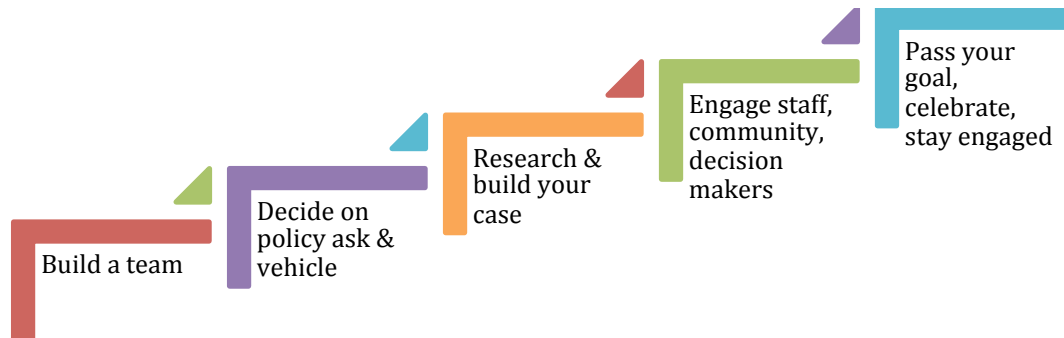 Build a team
Decide on
policy ask &
vehicle
Research &
build your
case
Engage staff,
community,
decision
makers
Pass your
goal,
celebrate,
stay engaged